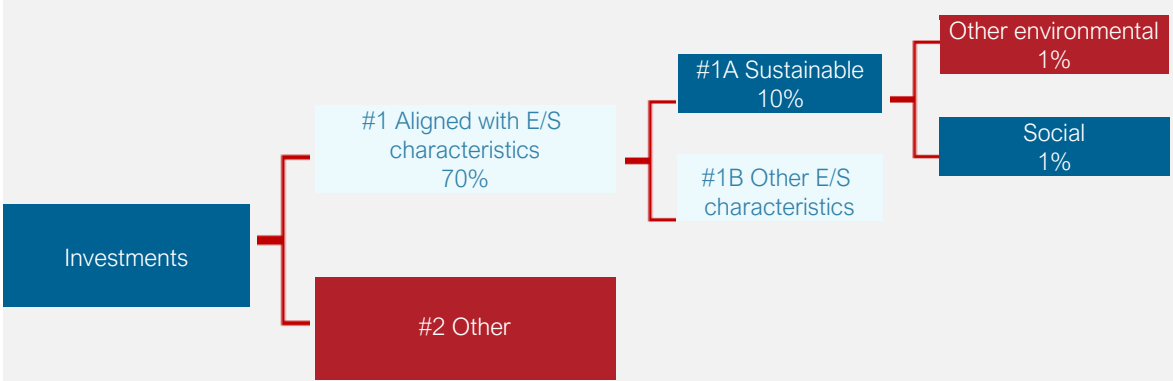 Investments
#1 Aligned with E/S
characteristics
70%
#2 Other
#1A Sustainable
10%
#1B Other E/S
characteristics
Other environmental
1%
Social
1%